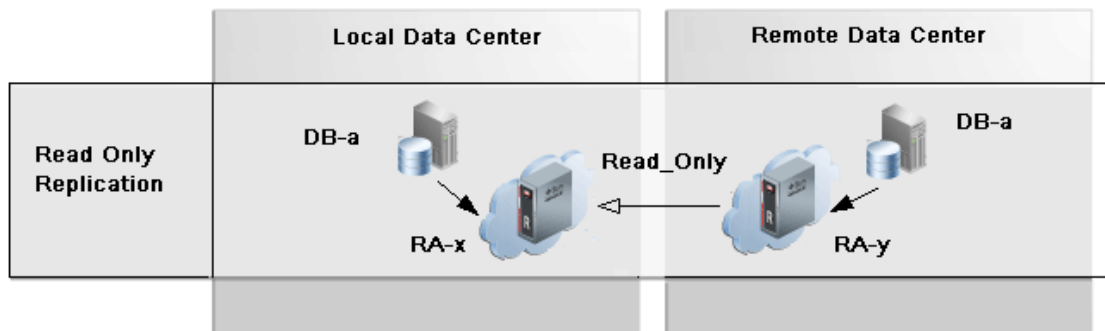 Local Data Center
Remote Data Center
Read Only
Replication
DB-a
Read_Only
DB-a
RA-x
RA-y
R
R